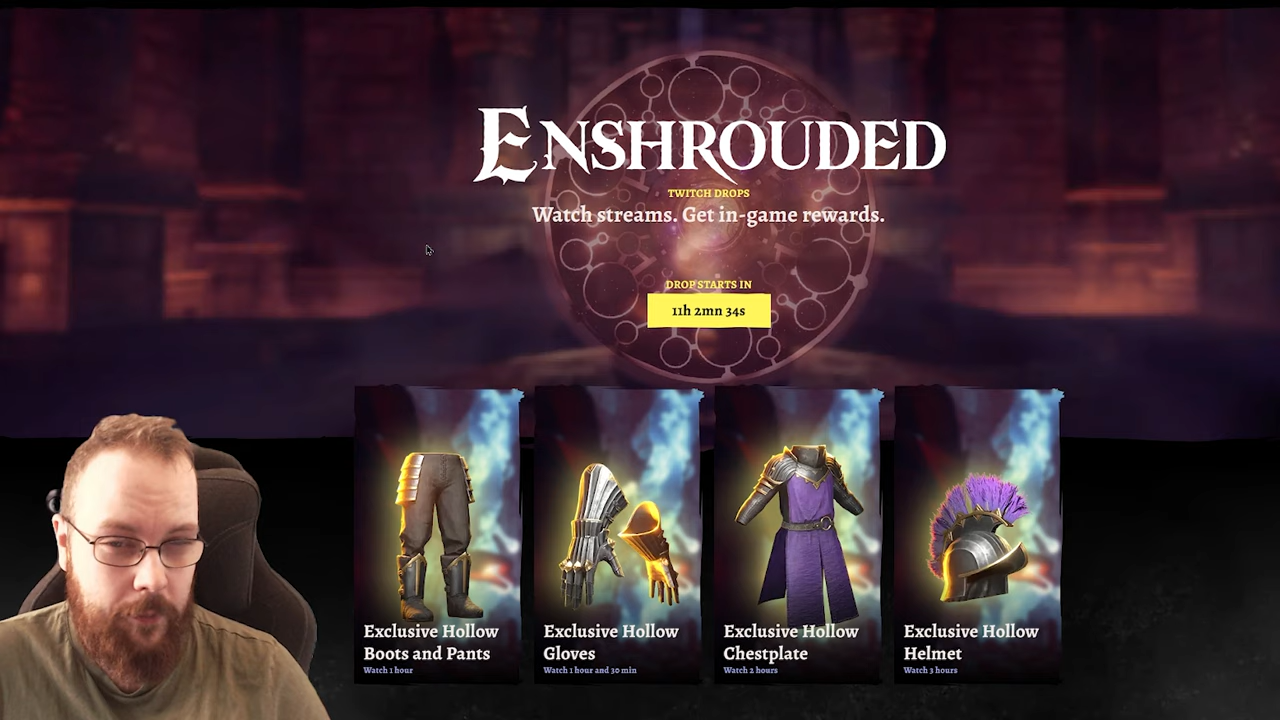 ENSHROUDED
TWITCH DROPS
Watch streams. Get in-game rewards.
DROP STARTS IN
11h 2mn 34s
Exclusive Hollow
Boots and Pants
Watch 1 hour
Exclusive Hollow
Gloves
Watch 1 hour and 30 min
Exclusive Hollow
Chestplate
Watch 2 hours
Exclusive Hollow
Helmet
Watch 3 hours